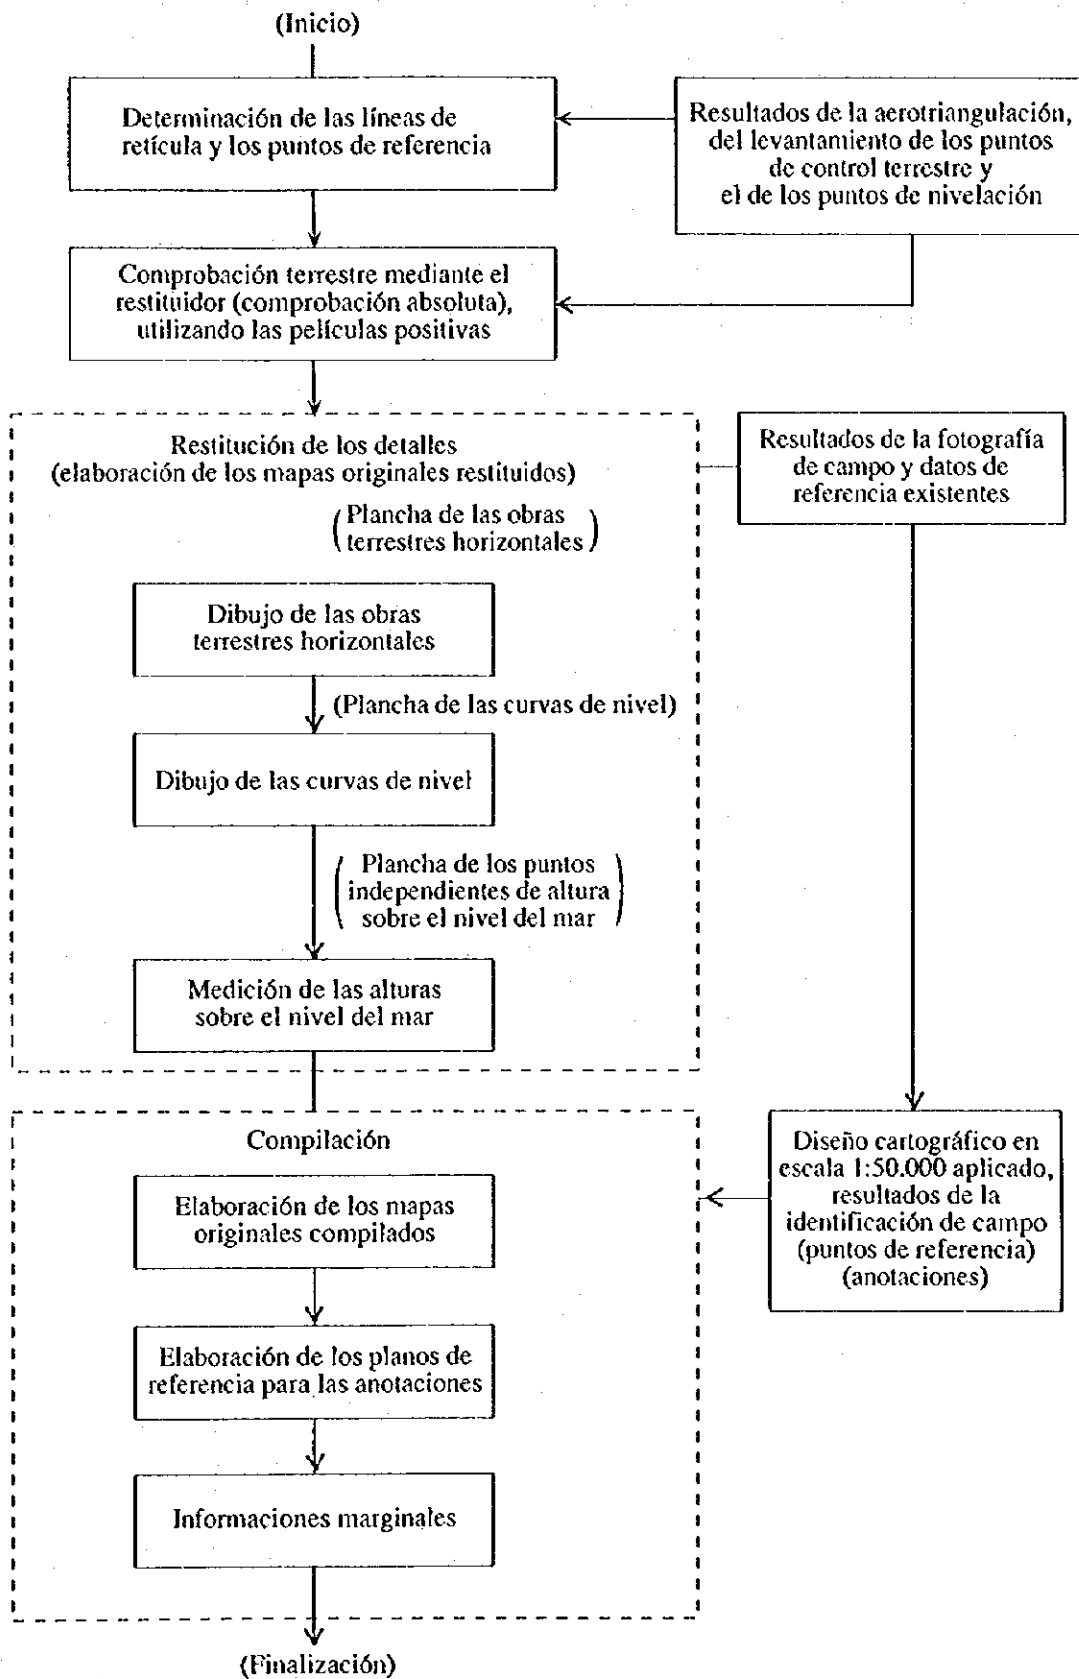 (Inicio)
Determinación de las líneas de
retícula y los puntos de referencia
Resultados de la aerotriangulación,
del levantamiento de los puntos
de control terrestre y
el de los puntos de nivelación
Comprobación terrestre mediante el
restituidor (comprobación absoluta),
utilizando las películas positivas
Restitución de los detalles
(elaboración de los mapas originales restituidos)
(Plancha de las obras
terrestres horizontales)
Resultados de la fotografía
de campo y datos de
referencia existentes
Dibujo de las obras
terrestres horizontales
(Plancha de las curvas de nivel)
Dibujo de las curvas de nivel
(Plancha de los puntos
independientes de altura
sobre el nivel del mar)
Medición de las alturas
sobre el nivel del mar
Compilación
Elaboración de los mapas
originales compilados
Diseño cartográfico en
escala 1:50.000 aplicado,
resultados de la
identificación de campo
(puntos de referencia)
(anotaciones)
Elaboración de los planos de
referencia para las anotaciones
Informaciones marginales
(Finalización)